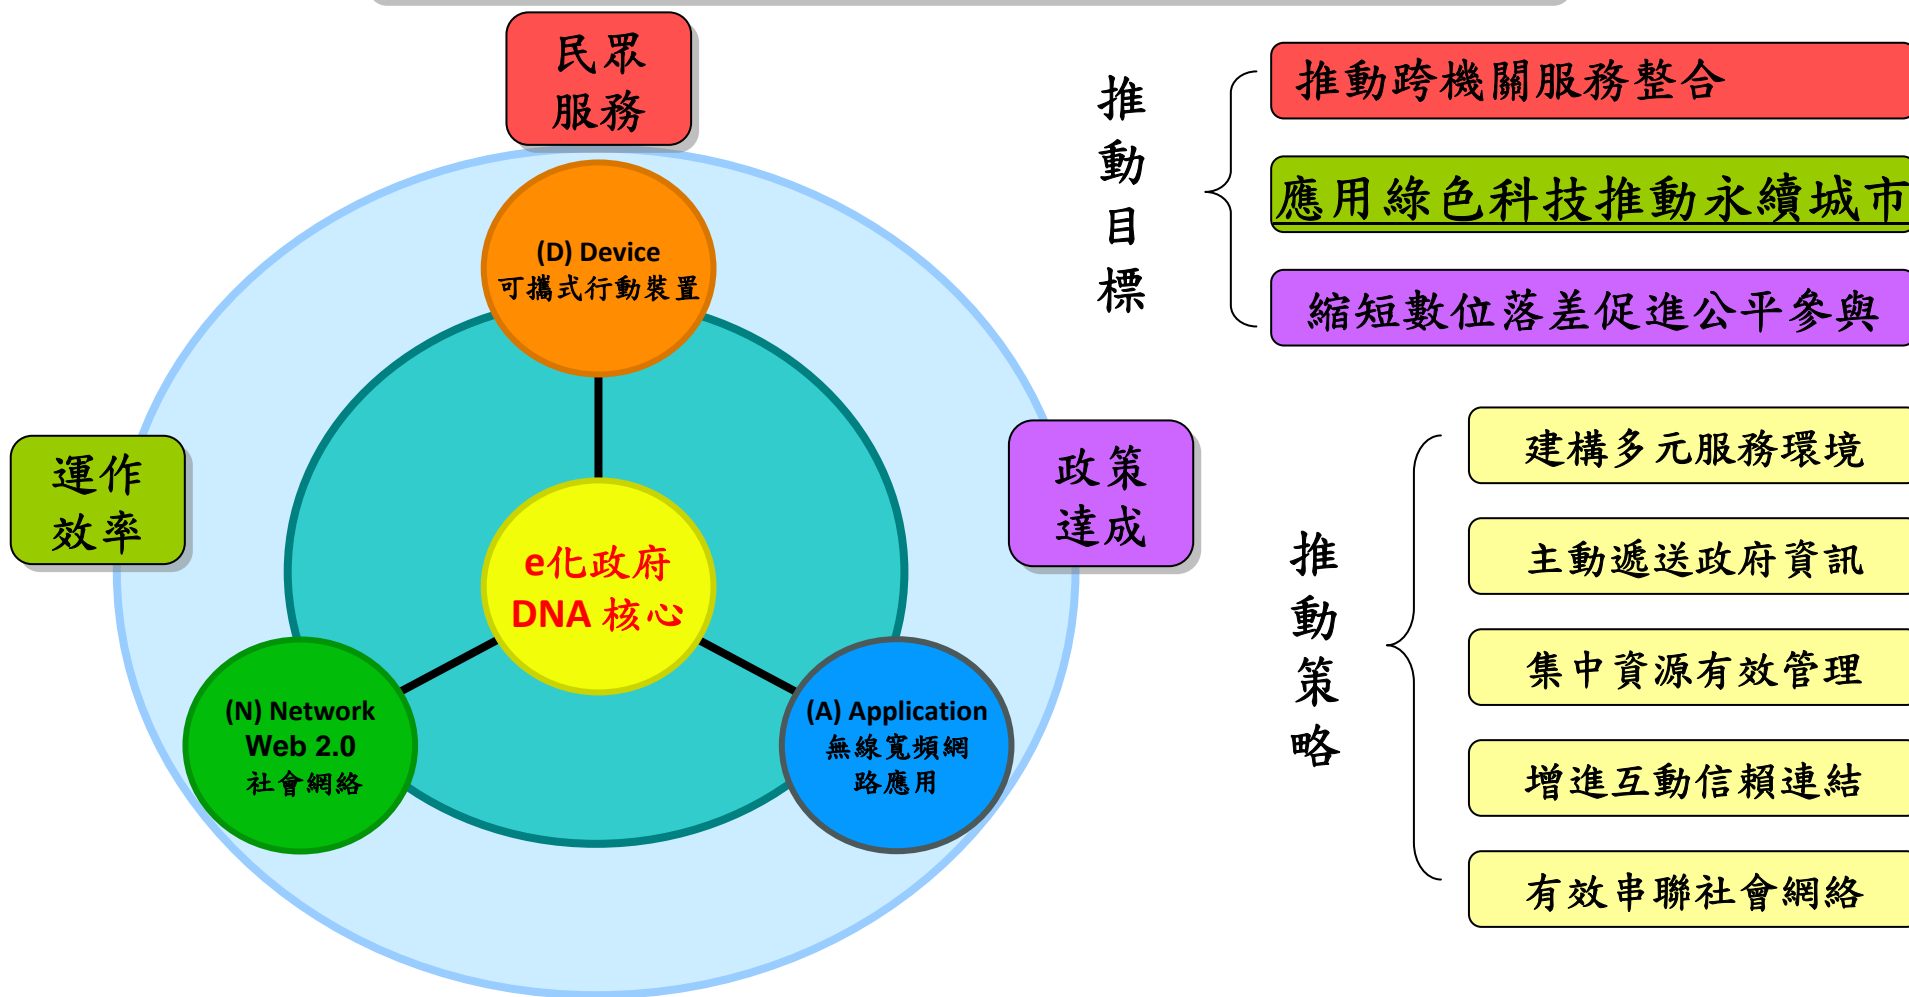 民眾
服務
(D) Device
可攜式行動裝置
運作
效率
政策
達成
e化政府
DNA 核心
(N) Network
Web 2.0
社會網絡
(A) Application
無線寬頻網
路應用
推動目標
推動跨機關服務整合
應用綠色科技推動永續城市
縮短數位落差促進公平參與
推動策略
建構多元服務環境
主動遞送政府資訊
集中資源有效管理
增進互動信賴連結
有效串聯社會網絡